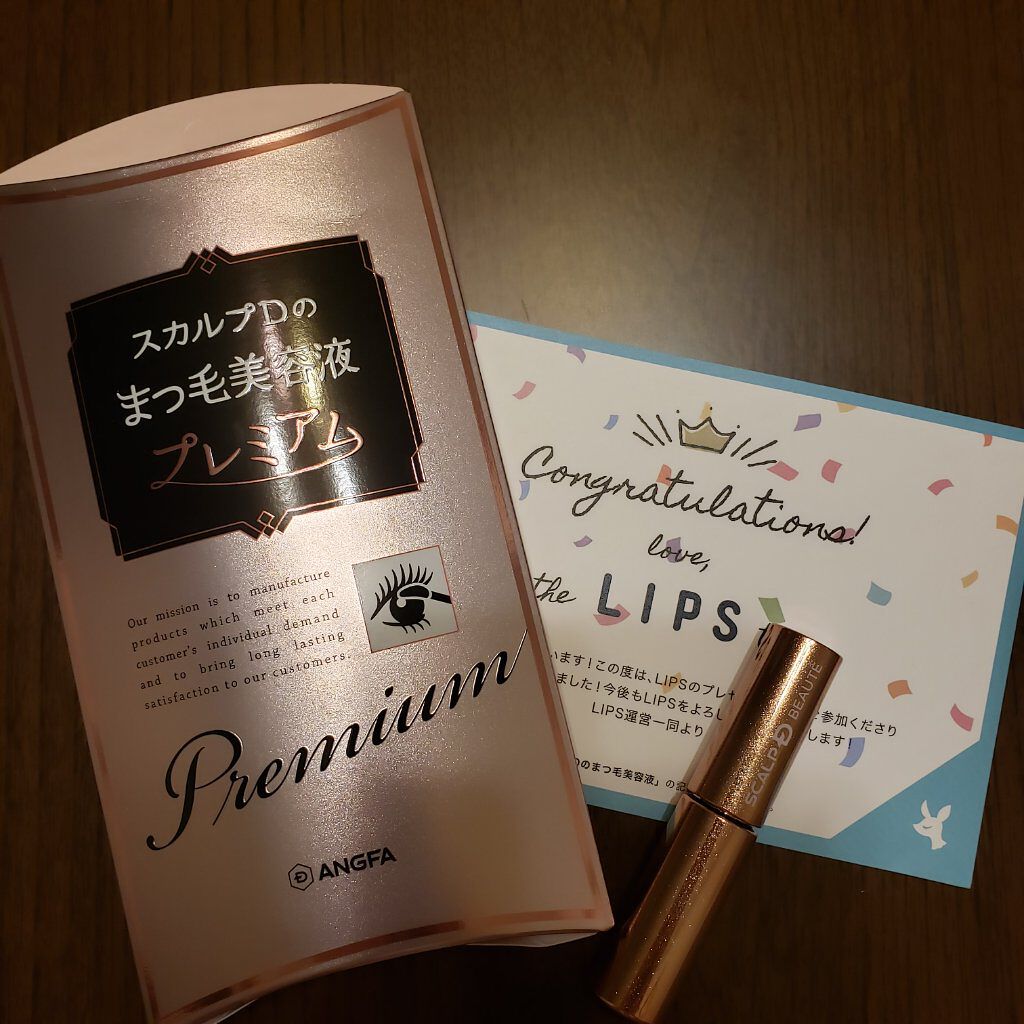 スカルプDの
まつ毛美容液
プレミアム
Our mission is to manufacture
products which meet each
customer's individual demand
and to bring long lasting
satisfaction to our customers.
Premium
ANGFA
Congratulations!
love,
the LIPS
います！この度は、LIPSのプレ
参加くださり
ました！今後もLIPSをよろし
します！
LIPS運営一同より
のまつ毛美容液」の
SCALP D BEAUTÉ